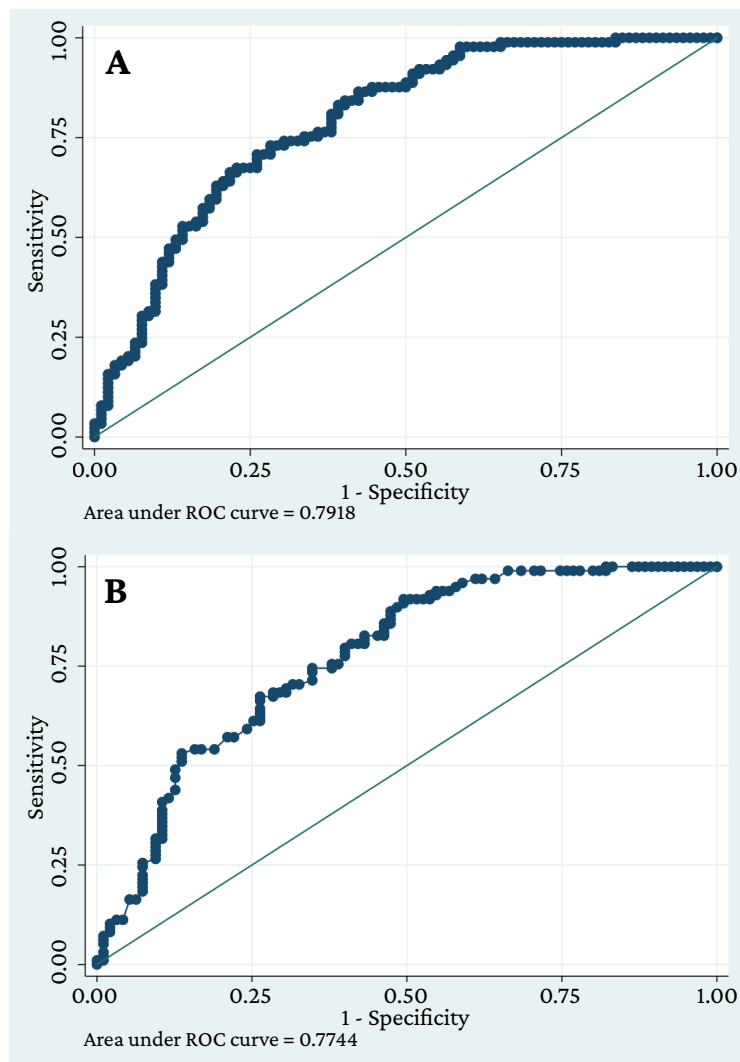 A
1.00
0.75
0.50
0.25
0.00
Sensitivity
0.00 0.25 0.50 0.75 1.00
1 - Specificity
Area under ROC curve = 0.7918
B
1.00
0.75
0.50
0.25
0.00
Sensitivity
0.00 0.25 0.50 0.75 1.00
1 - Specificity
Area under ROC curve = 0.7744